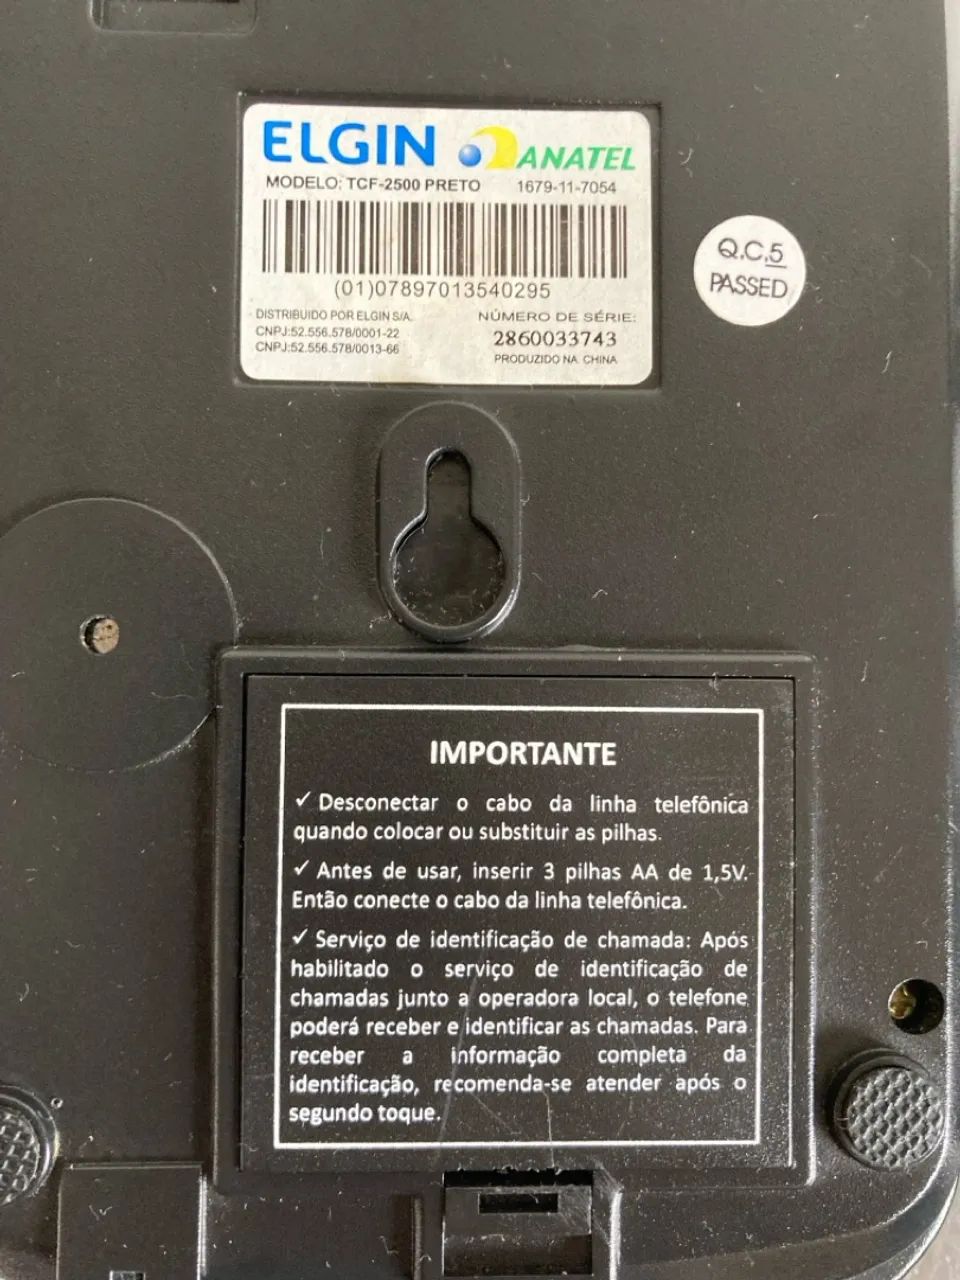 ELGIN
ANATEL
MODELO: TCF-2500 PRETO
1679-11-7054
(01)07897013540295
DISTRIBUIDO POR ELGIN S/A.
CNPJ:52.556.578/0001-22
CNPJ:52.556.578/0013-66
NÚMERO DE SÉRIE:
2860033743
PRODUZIDO NA CHINA
Q.C.5
PASSED
IMPORTANTE
✓ Desconectar o cabo da linha telefônica
quando colocar ou substituir as pilhas.
✓ Antes de usar, inserir 3 pilhas AA de 1,5V.
Então conecte o cabo da linha telefônica.
✓ Serviço de identificação de chamada: Após
habilitado o serviço de identificação de
chamadas junto a operadora local, o telefone
poderá receber e identificar as chamadas. Para
receber a informação completa da
identificação, recomenda-se atender após o
segundo toque.